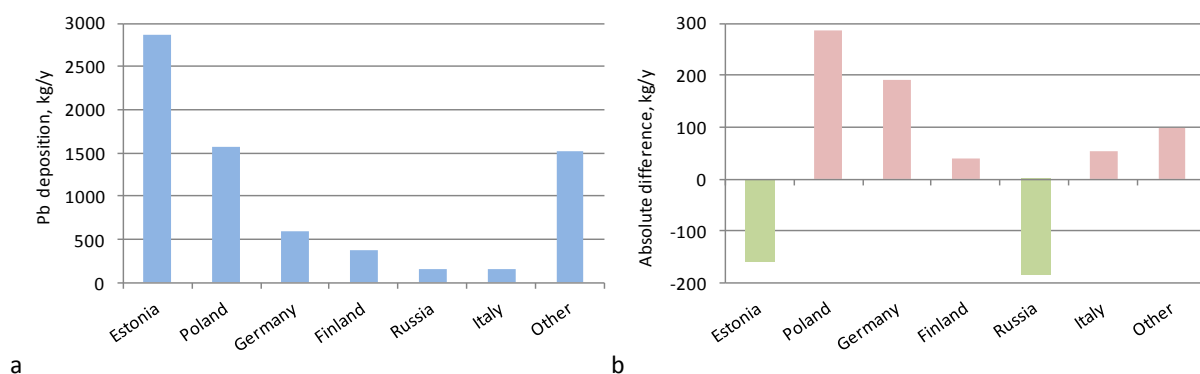 Pb deposition, kg/y
3000
2500
2000
1500
1000
500
0
Estonia
Poland
Germany
Finland
Russia
Italy
Other
a
Absolute difference, kg/y
300
200
100
0
-100
-200
Estonia
Poland
Germany
Finland
Russia
Italy
Other
b